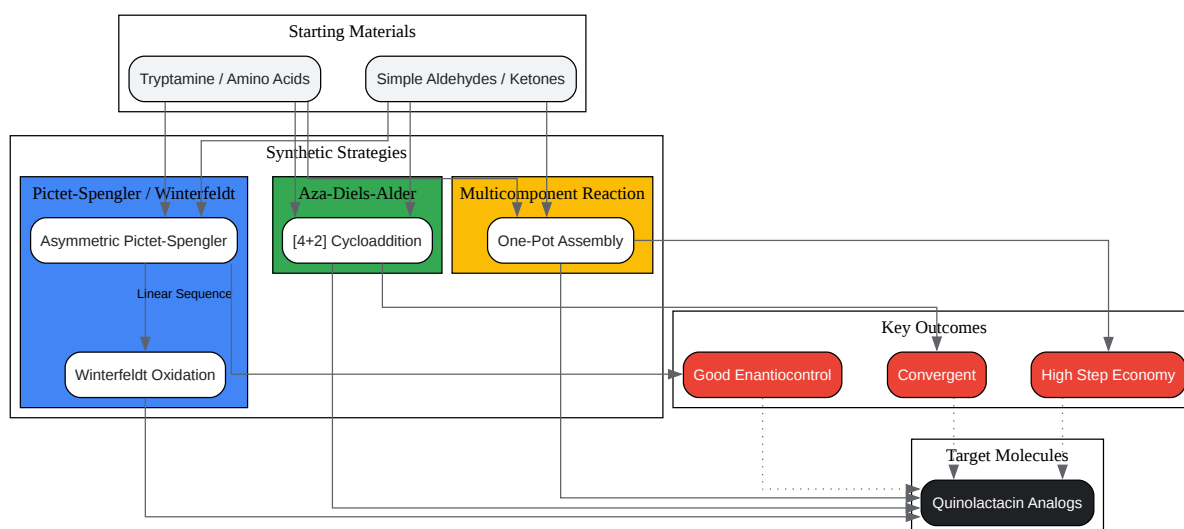 Starting Materials
Tryptamine / Amino Acids
Simple Aldehydes / Ketones
Synthetic Strategies
Pictet-Spengler / Winterfeldt
Aza-Diels-Alder
Multicomponent Reaction
Asymmetric Pictet-Spengler
[4+2] Cycloaddition
One-Pot Assembly
Linear Sequence
Winterfeldt Oxidation
Key Outcomes
Good Enantiocontrol
Convergent
High Step Economy
Target Molecules
Quinolactacin Analogs